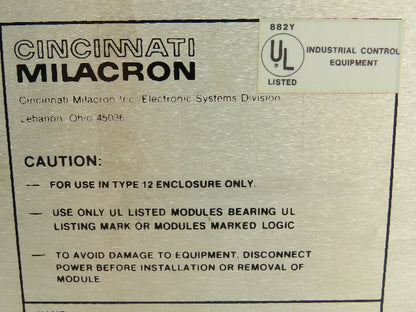 CINCINNATI
MILACRON
882Y
UL
LISTED
INDUSTRIAL CONTROL
EQUIPMENT
Cincinnati Milacron Inc. Electronic Systems Division
Lebanon, Ohio 45036
CAUTION:
— FOR USE IN TYPE 12 ENCLOSURE ONLY.
— USE ONLY UL LISTED MODULES BEARING UL
LISTING MARK OR MODULES MARKED LOGIC
— TO AVOID DAMAGE TO EQUIPMENT, DISCONNECT
POWER BEFORE INSTALLATION OR REMOVAL OF
MODULE